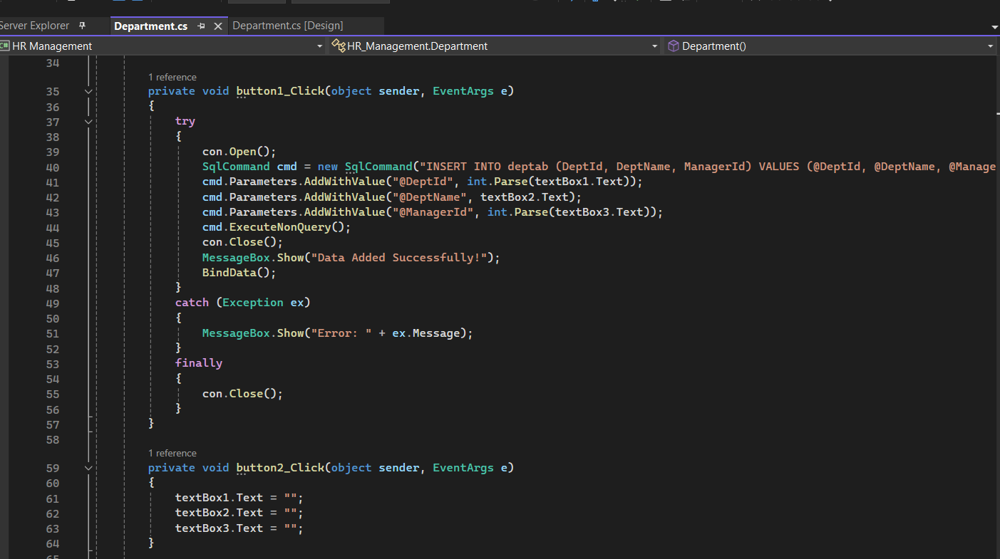 Server Explorer
Department.cs
Department.cs [Design]
C# HR Management
HR_Management.Department
Department()
34
1 reference
35 private void button1_Click(object sender, EventArgs e)
36 {
37 try
38 {
39 con.Open();
40 SqlCommand cmd = new SqlCommand("INSERT INTO deptab (DeptId, DeptName, ManagerId) VALUES (@DeptId, @DeptName, @Manage
41 cmd.Parameters.AddWithValue("@DeptId", int.Parse(textBox1.Text));
42 cmd.Parameters.AddWithValue("@DeptName", textBox2.Text);
43 cmd.Parameters.AddWithValue("@ManagerId", int.Parse(textBox3.Text));
44 cmd.ExecuteNonQuery();
45 con.Close();
46 MessageBox.Show("Data Added Successfully!");
47 BindData();
48 }
49 catch (Exception ex)
50 {
51 MessageBox.Show("Error: " + ex.Message);
52 }
53 finally
54 {
55 con.Close();
56 }
57 }
58
1 reference
59 private void button2_Click(object sender, EventArgs e)
60 {
61 textBox1.Text = "";
62 textBox2.Text = "";
63 textBox3.Text = "";
64 }
65